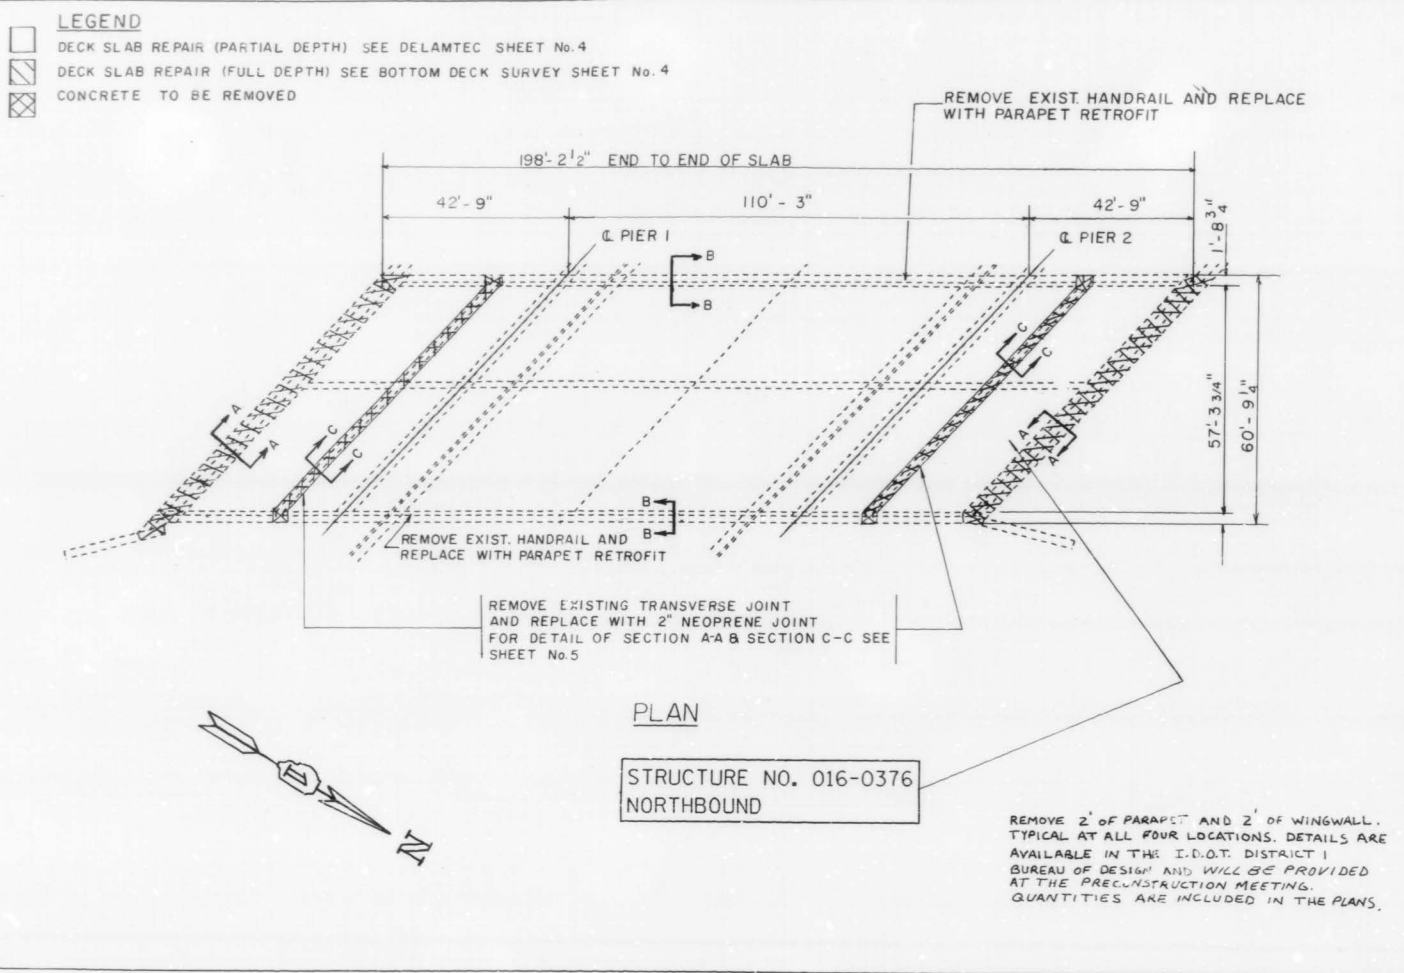 LEGEND
DECK SLAB REPAIR (PARTIAL DEPTH) SEE DELAMTEC SHEET No. 4
DECK SLAB REPAIR (FULL DEPTH) SEE BOTTOM DECK SURVEY SHEET No. 4
CONCRETE TO BE REMOVED
REMOVE EXIST. HANDRAIL AND REPLACE
WITH PARAPET RETROFIT
198'-2 1/2" END TO END OF SLAB
42'-9"
110'-3"
42'-9"
1'-8 3/4"
℄ PIER 1
℄ PIER 2
B
B
C
C
A
A
C
C
A
A
57'-3 3/4"
60'-9 1/4"
B
B
REMOVE EXIST. HANDRAIL AND
REPLACE WITH PARAPET RETROFIT
REMOVE EXISTING TRANSVERSE JOINT
AND REPLACE WITH 2" NEOPRENE JOINT
FOR DETAIL OF SECTION A-A & SECTION C-C SEE
SHEET No. 5
PLAN
STRUCTURE NO. 016-0376
NORTHBOUND
N
REMOVE 2' OF PARAPET AND 2' OF WINGWALL.
TYPICAL AT ALL FOUR LOCATIONS. DETAILS ARE
AVAILABLE IN THE I.D.O.T. DISTRICT 1
BUREAU OF DESIGN AND WILL BE PROVIDED
AT THE PRECONSTRUCTION MEETING.
QUANTITIES ARE INCLUDED IN THE PLANS.